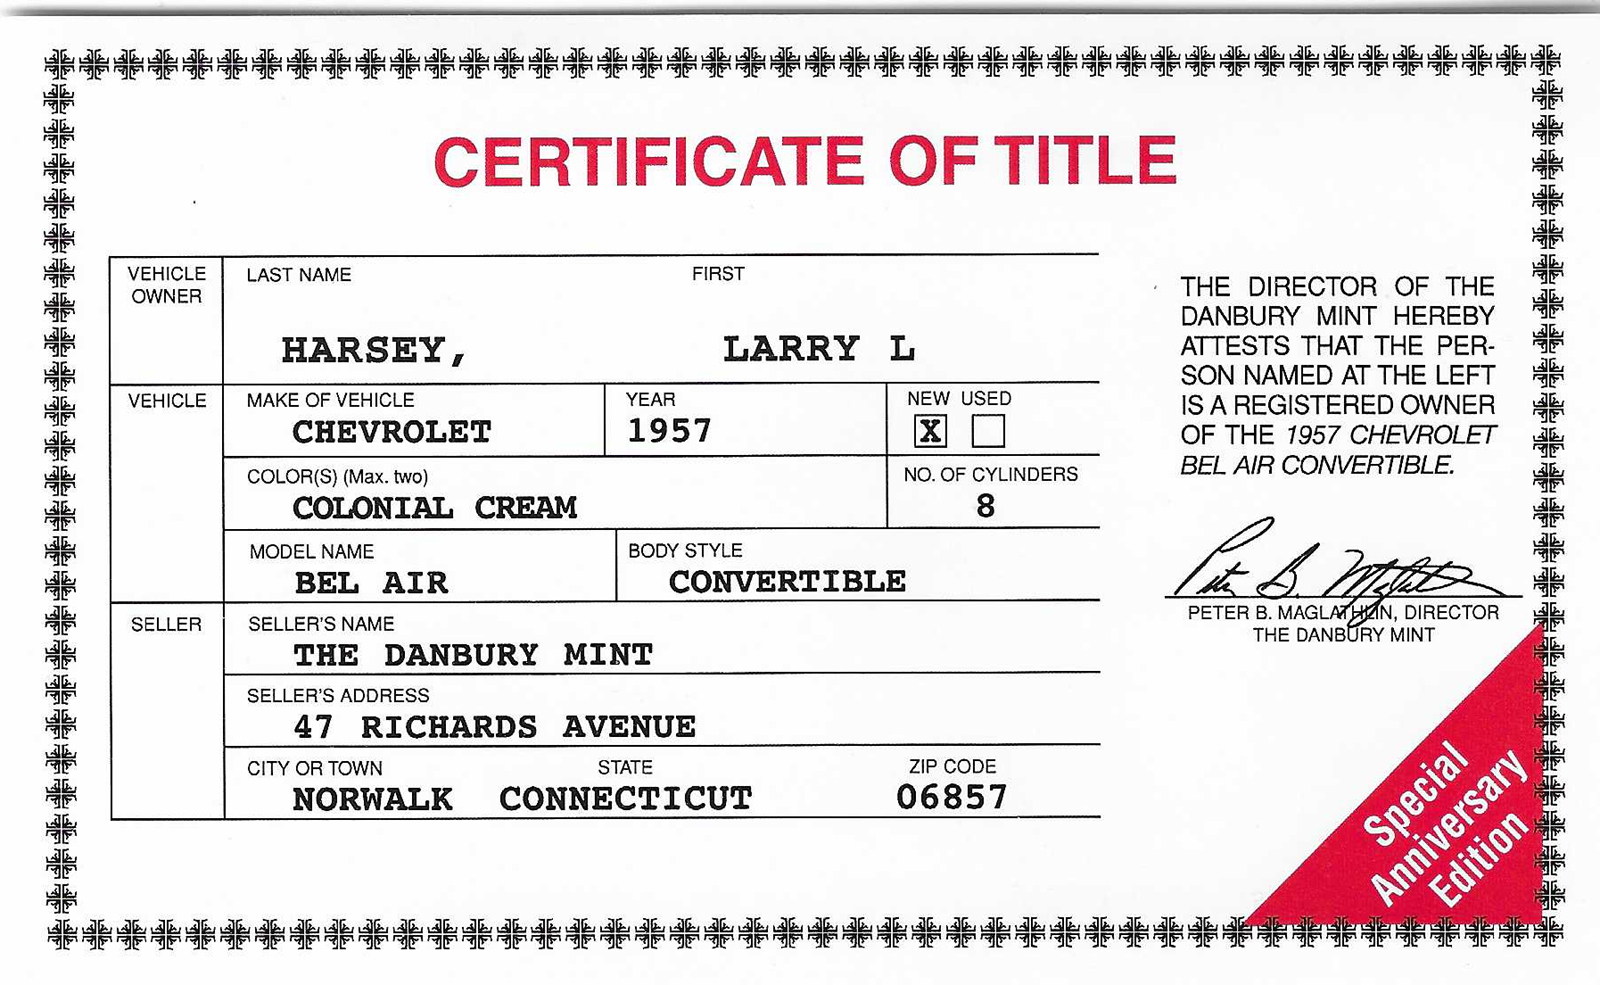 CERTIFICATE OF TITLE
VEHICLE OWNER
LAST NAME FIRST
HARSEY, LARRY L
VEHICLE
MAKE OF VEHICLE YEAR NEW USED
CHEVROLET 1957 X
COLOR(S) (Max. two) NO. OF CYLINDERS
COLONIAL CREAM 8
MODEL NAME BODY STYLE
BEL AIR CONVERTIBLE
SELLER
SELLER'S NAME
THE DANBURY MINT
SELLER'S ADDRESS
47 RICHARDS AVENUE
CITY OR TOWN STATE ZIP CODE
NORWALK CONNECTICUT 06857
THE DIRECTOR OF THE
DANBURY MINT HEREBY
ATTESTS THAT THE PER-
SON NAMED AT THE LEFT
IS A REGISTERED OWNER
OF THE 1957 CHEVROLET
BEL AIR CONVERTIBLE.
Peter B. Maglathlin
PETER B. MAGLATHLIN, DIRECTOR
THE DANBURY MINT
Special
Anniversary
Edition